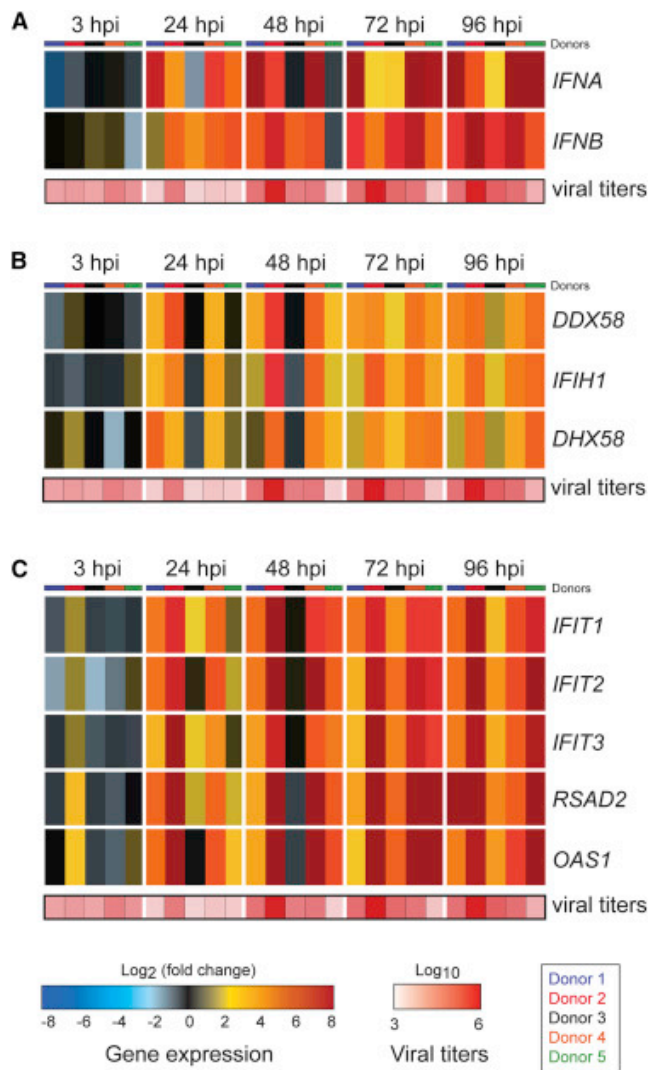 A
3 hpi 24 hpi 48 hpi 72 hpi 96 hpi
Donors
IFNA
IFNB
viral titers
B
3 hpi 24 hpi 48 hpi 72 hpi 96 hpi
Donors
DDX58
IFIH1
DHX58
viral titers
C
3 hpi 24 hpi 48 hpi 72 hpi 96 hpi
Donors
IFIT1
IFIT2
IFIT3
RSAD2
OAS1
viral titers
Log2 (fold change)
-8 -6 -4 -2 0 2 4 6 8
Gene expression
Log10
3 6
Viral titers
Donor 1
Donor 2
Donor 3
Donor 4
Donor 5